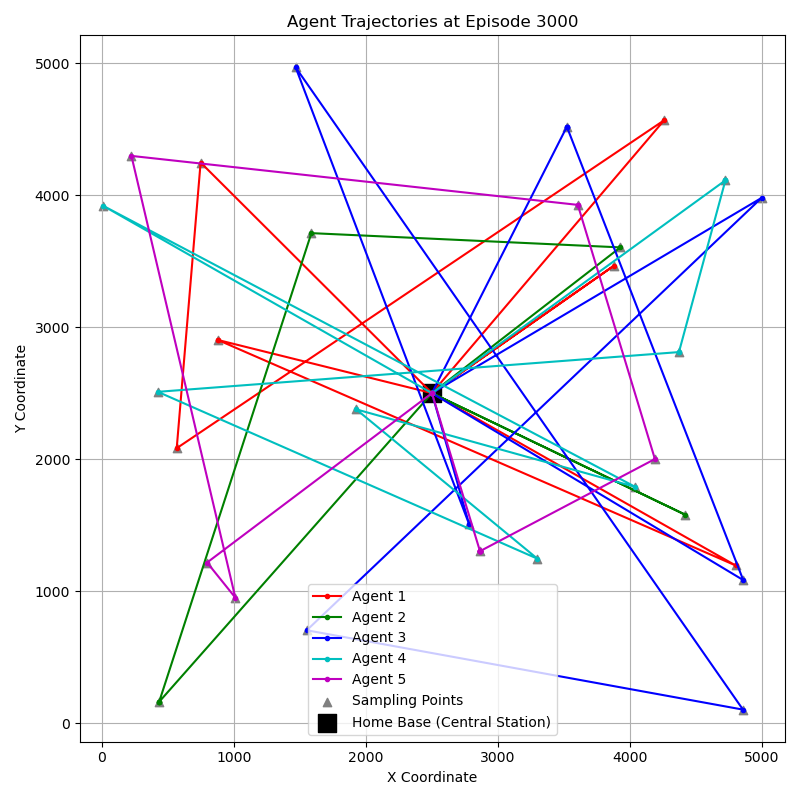 Agent Trajectories at Episode 3000
Y Coordinate
5000
4000
3000
2000
1000
0
0 1000 2000 3000 4000 5000
X Coordinate
Agent 1
Agent 2
Agent 3
Agent 4
Agent 5
Sampling Points
Home Base (Central Station)